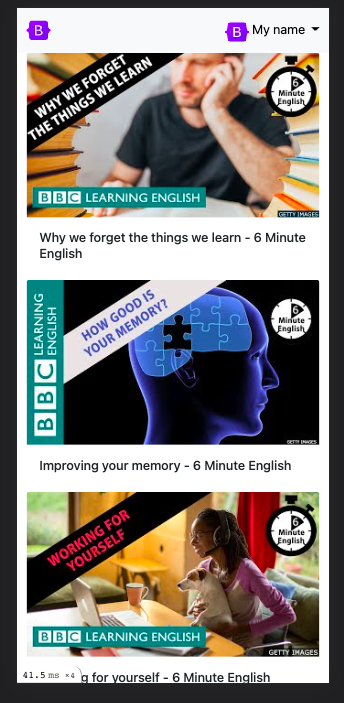 B
B My name
WHY WE FORGET
THE THINGS WE LEARN
6
Minute
English
BBC LEARNING ENGLISH
GETTY IMAGES
Why we forget the things we learn - 6 Minute
English
BBC LEARNING
ENGLISH
HOW GOOD IS
YOUR MEMORY?
6
Minute
English
GETTY IMAGES
Improving your memory - 6 Minute English
WORKING FOR
YOURSELF
6
Minute
English
BBC LEARNING ENGLISH
GETTY IMAGES
41.5 ms ×4
g for yourself - 6 Minute English